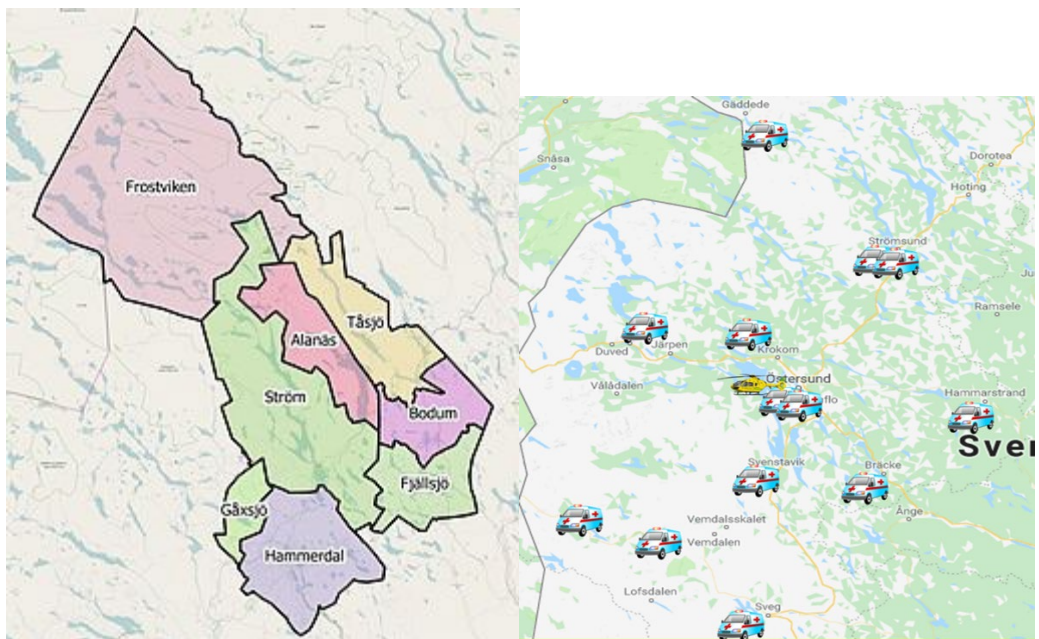 Frostviken
Tåsjö
Alanäs
Ström
Bodum
Fjällsjö
Gåxsjö
Hammerdal
Gäddede
Snåsa
Dorotea
Hoting
Strömsund
Ramsele
Duved
Järpen
Krokom
Vålådalen
Östersund
flo
Hammarstrand
Sver
Svenstavik
Bräcke
Ånge
Vemdalsskalet
Vemdalen
Lofsdalen
Sveg